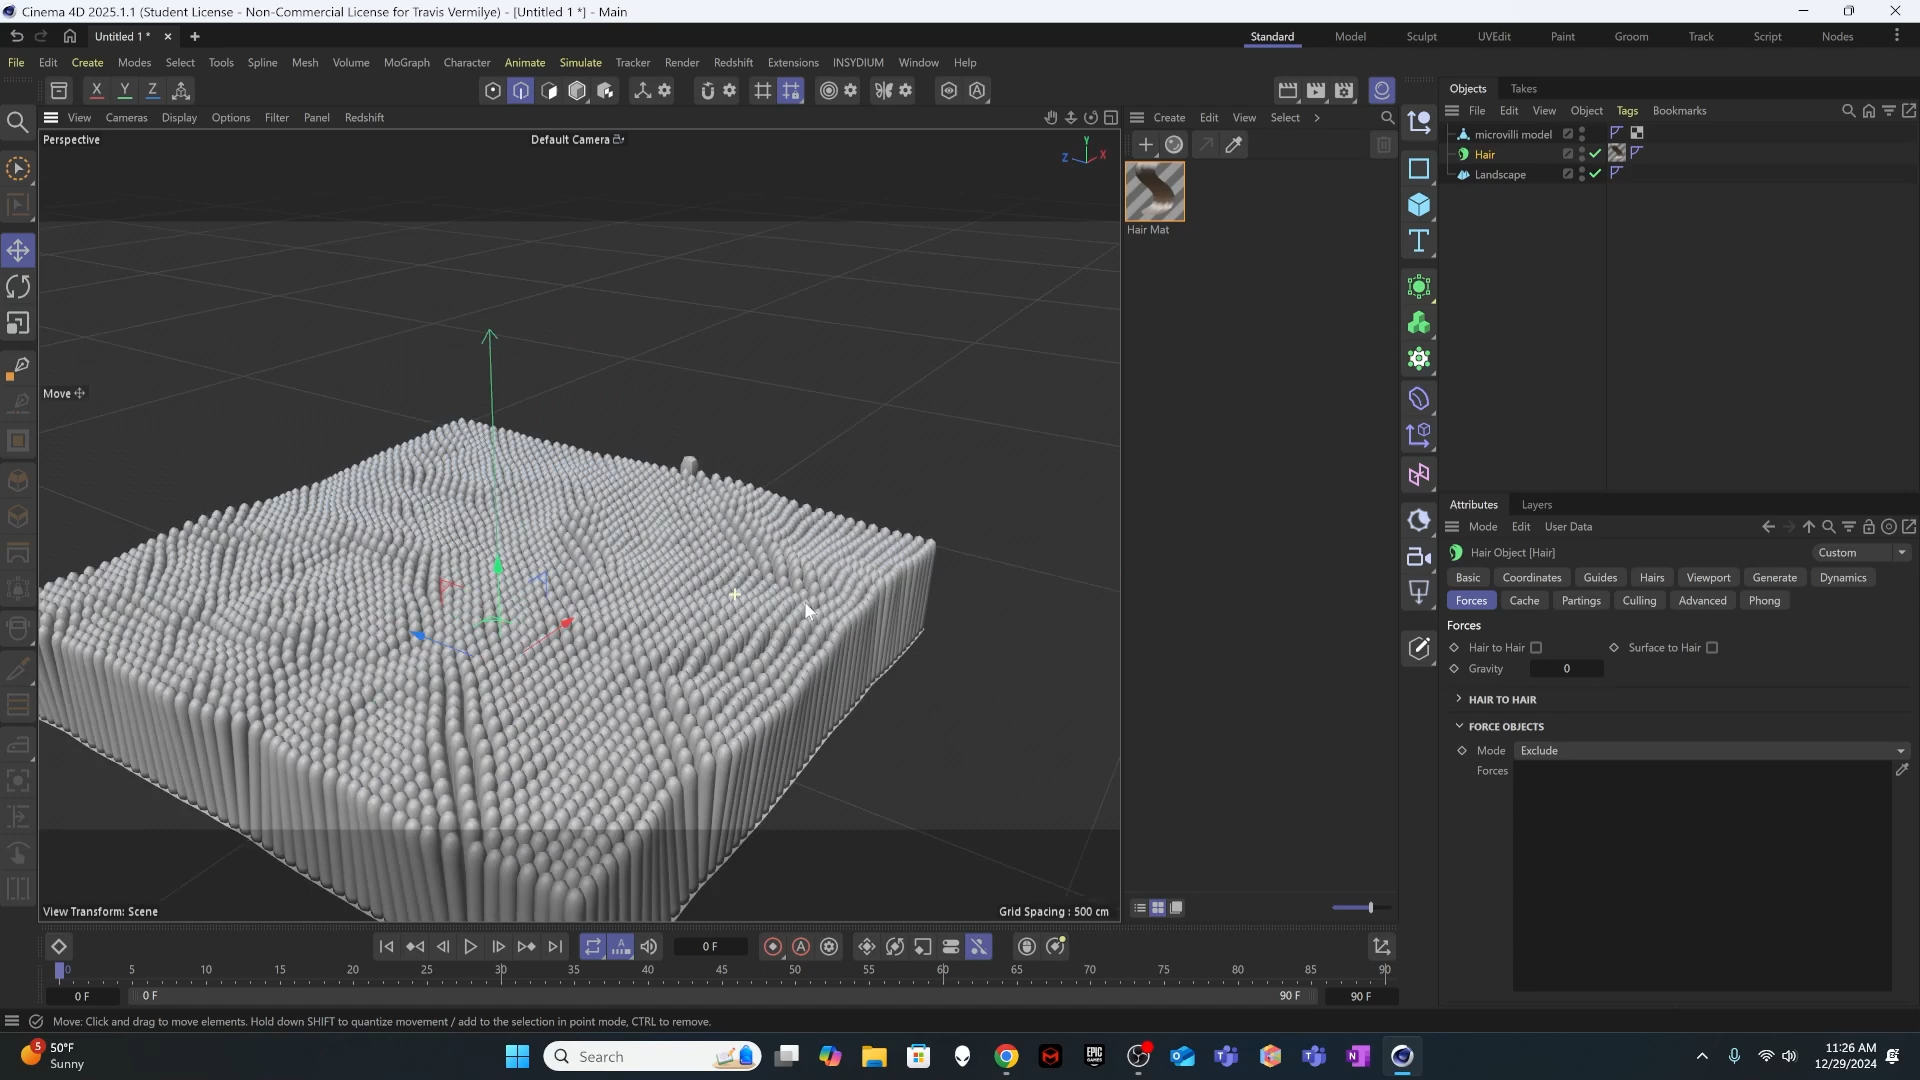 Cinema 4D 2025.1.1 (Student License - Non-Commercial License for Travis Vermilye) - [Untitled 1 *] - Main
Untitled 1 *
Standard Model Sculpt UVEdit Paint Groom Track Script Nodes
File Edit Create Modes Select Tools Spline Mesh Volume MoGraph Character Animate Simulate Tracker Render Redshift Extensions INSYDIUM Window Help
X Y Z
Objects Takes
View Cameras Display Options Filter Panel Redshift
Create Edit View Select
File Edit View Object Tags Bookmarks
Perspective
Default Camera
Y
Z X
microvilli model
Hair
Landscape
Hair Mat
Move
Attributes Layers
Mode Edit User Data
Hair Object [Hair]
Custom
Basic Coordinates Guides Hairs Viewport Generate Dynamics
Forces Cache Partings Culling Advanced Phong
Forces
Hair to Hair
Surface to Hair
Gravity 0
HAIR TO HAIR
FORCE OBJECTS
Mode Exclude
Forces
View Transform: Scene
Grid Spacing : 500 cm
0 F
0 5 10 15 20 25 30 35 40 45 50 55 60 65 70 75 80 85 90
0 F 0 F 90 F 90 F
Move: Click and drag to move elements. Hold down SHIFT to quantize movement / add to the selection in point mode, CTRL to remove.
5
50°F
Sunny
Search
EPIC GAMES
11:26 AM
12/29/2024